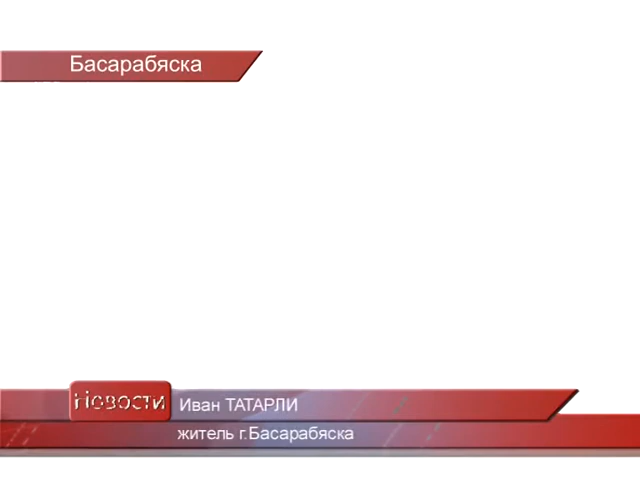 Басарабяска
Новости
Иван ТАТАРЛИ
житель г.Басарабяска